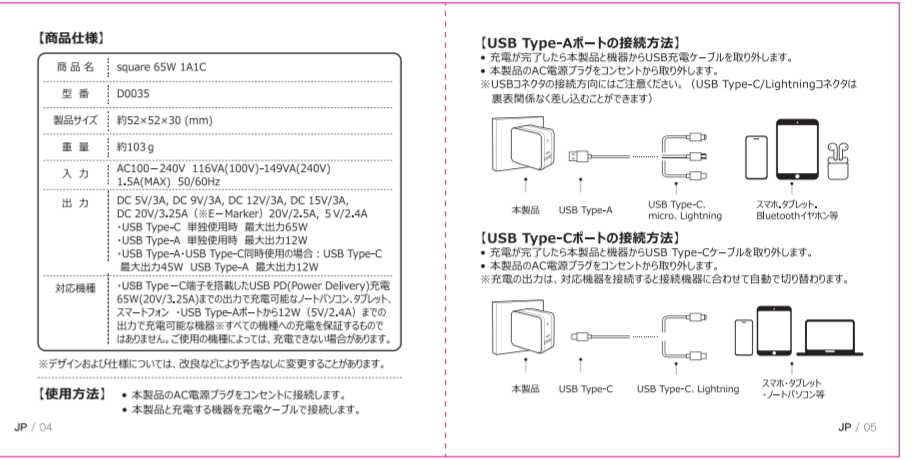 【商品仕様】
商品名 square 65W 1A1C
型番 D0035
製品サイズ 約52×52×30 (mm)
重量 約103g
入力 AC100－240V 116VA(100V)-149VA(240V)
1.5A(MAX) 50/60Hz
出力 DC 5V/3A, DC 9V/3A, DC 12V/3A, DC 15V/3A,
DC 20V/3.25A（※E－Marker）20V/2.5A, 5V/2.4A
・USB Type-C 単独使用時 最大出力65W
・USB Type-A 単独使用時 最大出力12W
・USB Type-A・USB Type-C同時使用の場合：USB Type-C
最大出力45W USB Type-A 最大出力12W
対応機種 ・USB Type－C端子を搭載したUSB PD(Power Delivery)充電
65W(20V/3.25A)までの出力で充電可能なノートパソコン、タブレット、
スマートフォン ・USB Type-Aポートから12W（5V/2.4A）までの
出力で充電可能な機器※すべての機種への充電を保証するもので
はありません。ご使用の機種によっては、充電できない場合があります。
※デザインおよび仕様については、改良などにより予告なしに変更することがあります。
【使用方法】 • 本製品のAC電源プラグをコンセントに接続します。
• 本製品と充電する機器を充電ケーブルで接続します。
JP / 04
【USB Type-Aポートの接続方法】
• 充電が完了したら本製品と機器からUSB充電ケーブルを取り外します。
• 本製品のAC電源プラグをコンセントから取り外します。
※USBコネクタの接続方向にはご注意ください。（USB Type-C/Lightningコネクタは
裏表関係なく差し込むことができます）
本製品
USB Type-A
USB Type-C、
micro、Lightning
スマホ、タブレット、
Bluetoothイヤホン等
【USB Type-Cポートの接続方法】
• 充電が完了したら本製品と機器からUSB Type-Cケーブルを取り外します。
• 本製品のAC電源プラグをコンセントから取り外します。
※充電の出力は、対応機器を接続すると接続機器に合わせて自動で切り替わります。
本製品
USB Type-C
USB Type-C、Lightning
スマホ・タブレット
・ノートパソコン等
JP / 05